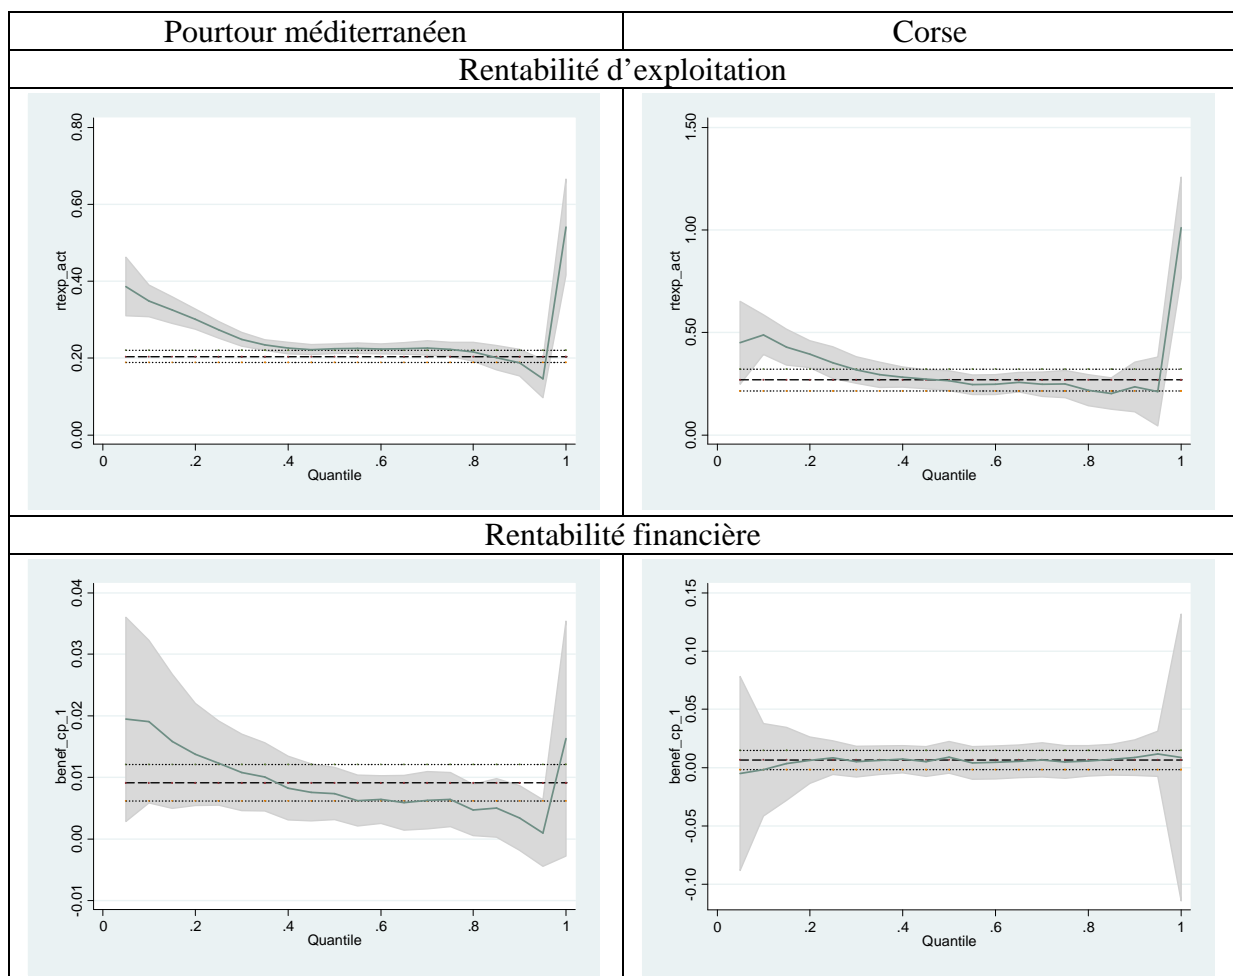 Pourtour méditerranéen
Corse
Rentabilité d'exploitation
0.80
0.60
0.40
0.20
0.00
rtexp_act
0 .2 .4 .6 .8 1
Quantile
1.50
1.00
0.50
0.00
rtexp_act
0 .2 .4 .6 .8 1
Quantile
Rentabilité financière
0.04
0.03
0.02
0.01
0.00
-0.01
benef_cp_1
0 .2 .4 .6 .8 1
Quantile
0.15
0.10
0.05
0.00
-0.05
-0.10
benef_cp_1
0 .2 .4 .6 .8 1
Quantile